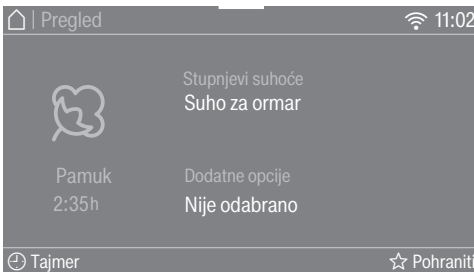 | Pregled 11:02
Stupnjevi suhoće
Suho za ormar
Pamuk
2:35h
Dodatne opcije
Nije odabrano
Tajmer
Pohraniti